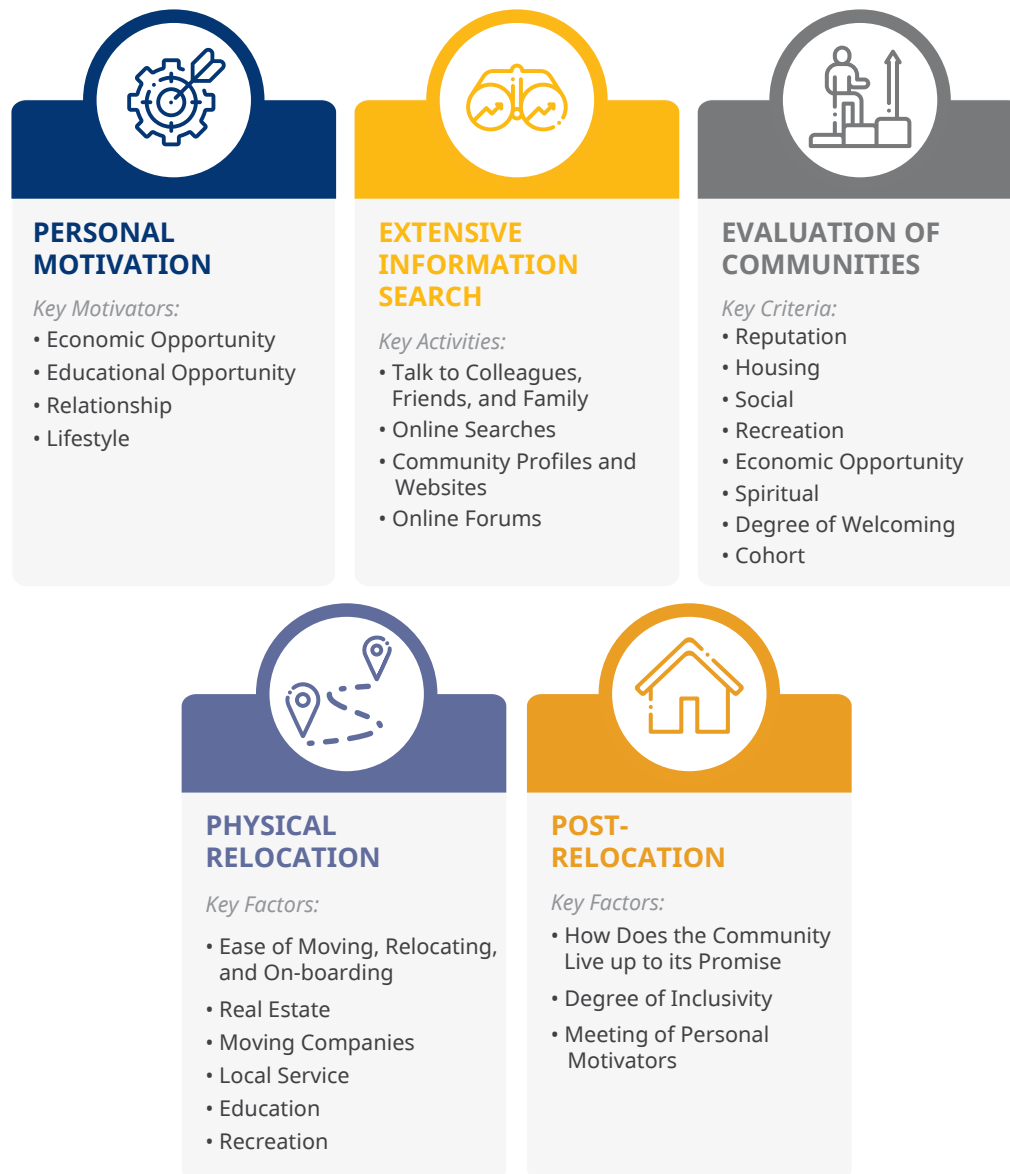 PERSONAL
MOTIVATION
Key Motivators:
• Economic Opportunity
• Educational Opportunity
• Relationship
• Lifestyle
EXTENSIVE
INFORMATION
SEARCH
Key Activities:
• Talk to Colleagues,
Friends, and Family
• Online Searches
• Community Profiles and
Websites
• Online Forums
EVALUATION OF
COMMUNITIES
Key Criteria:
• Reputation
• Housing
• Social
• Recreation
• Economic Opportunity
• Spiritual
• Degree of Welcoming
• Cohort
PHYSICAL
RELOCATION
Key Factors:
• Ease of Moving, Relocating,
and On-boarding
• Real Estate
• Moving Companies
• Local Service
• Education
• Recreation
POST-
RELOCATION
Key Factors:
• How Does the Community
Live up to its Promise
• Degree of Inclusivity
• Meeting of Personal
Motivators